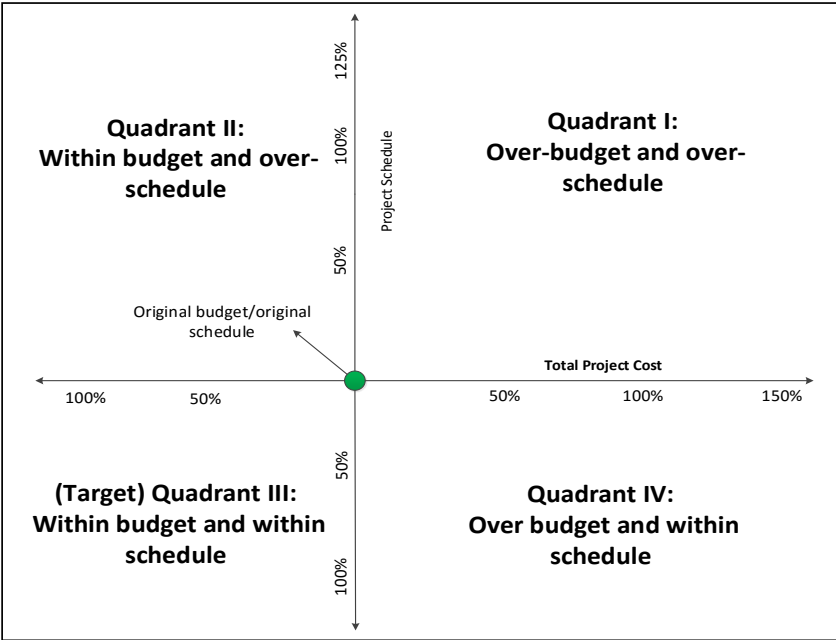 125%
Quadrant II:
Within budget and over-
schedule
100%
Project Schedule
Quadrant I:
Over-budget and over-
schedule
50%
Original budget/original
schedule
Total Project Cost
100%
50%
50%
100%
150%
50%
(Target) Quadrant III:
Within budget and within
schedule
Quadrant IV:
Over budget and within
schedule
100%